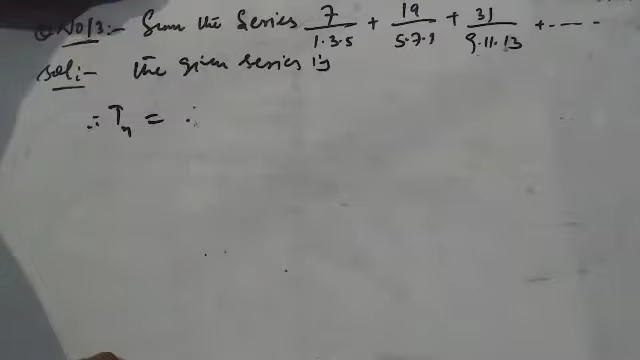 Q.No13:- Sum the Series 7/1.3.5 + 19/5.7.9 + 31/9.11.13 + -----
Sol:- the given series is
∴ Tn =